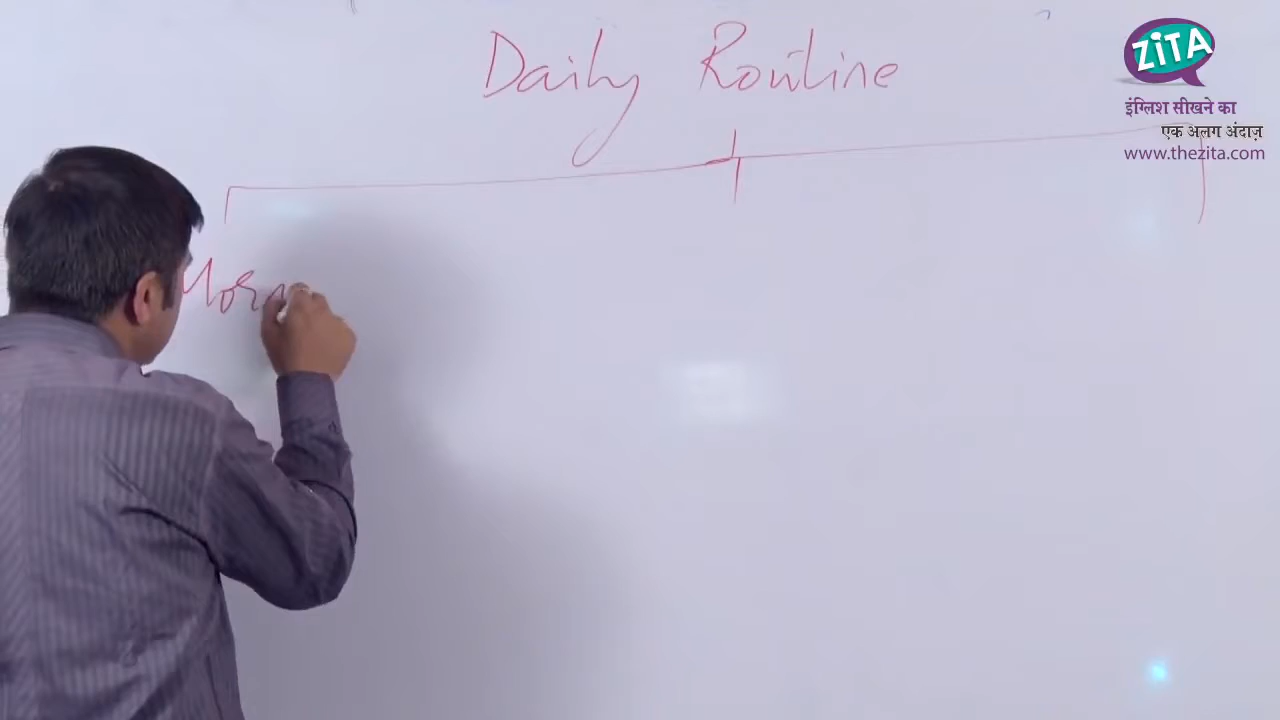 Daily Routine
ZiTA
इंग्लिश सीखने का
एक अलग अंदाज़
www.thezita.com
Morn